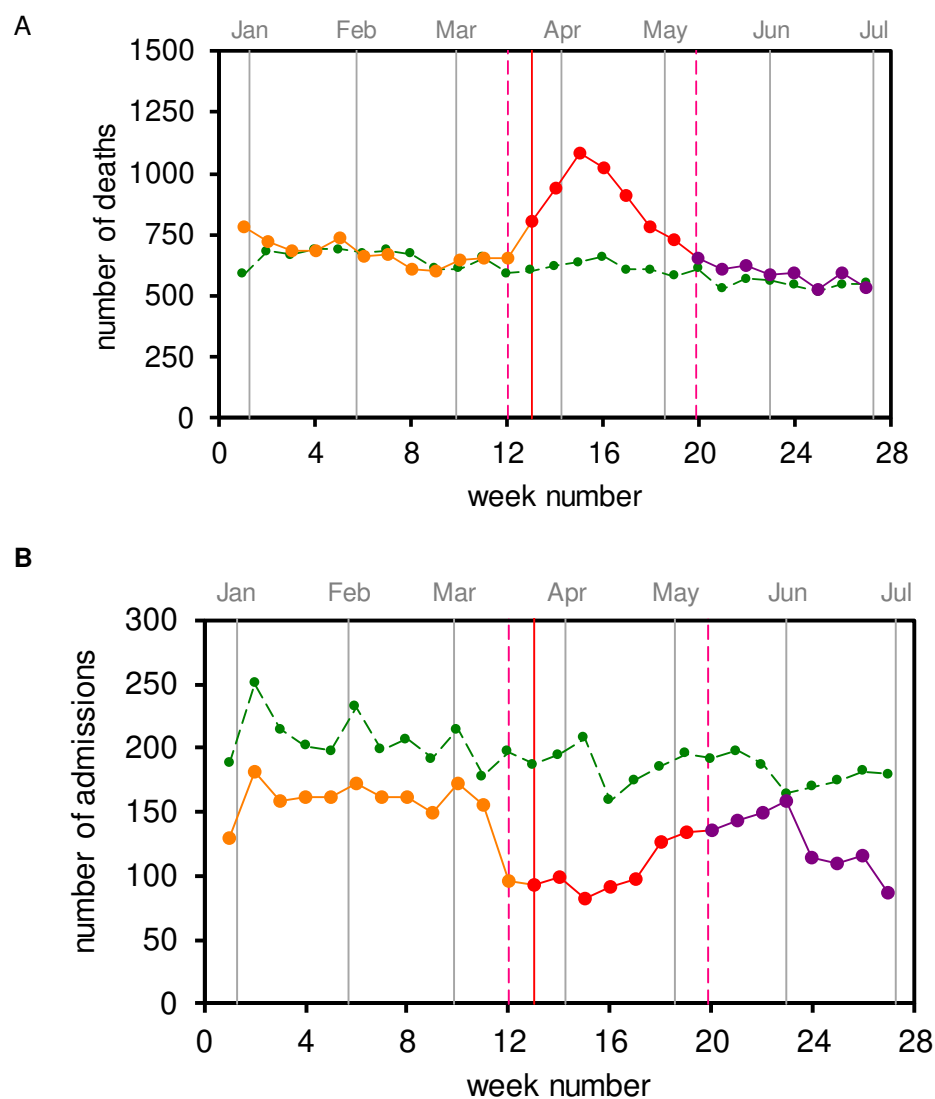 A
Jan Feb Mar Apr May Jun Jul
1500
1250
1000
750
500
250
0
number of deaths
0 4 8 12 16 20 24 28
week number
B
Jan Feb Mar Apr May Jun Jul
300
250
200
150
100
50
0
number of admissions
0 4 8 12 16 20 24 28
week number